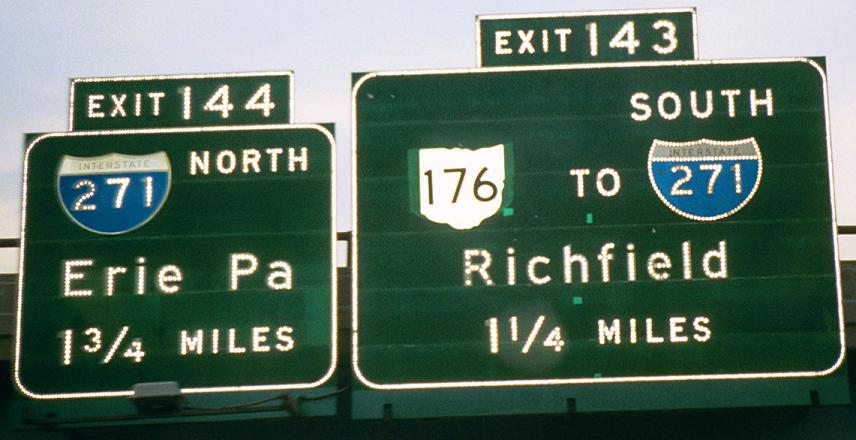 EXIT 144
INTERSTATE
271
NORTH
Erie Pa
1 3/4 MILES
EXIT 143
SOUTH
176
TO
INTERSTATE
271
Richfield
1 1/4 MILES